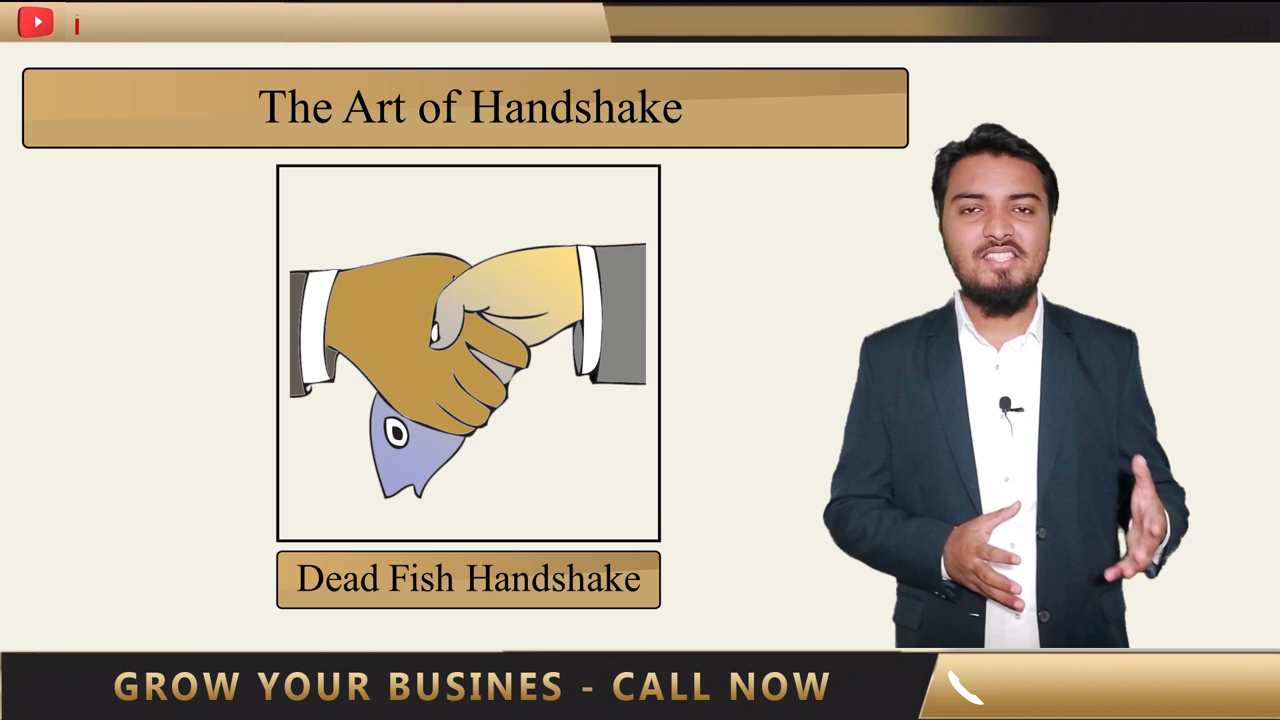 i
The Art of Handshake
Dead Fish Handshake
GROW YOUR BUSINES - CALL NOW